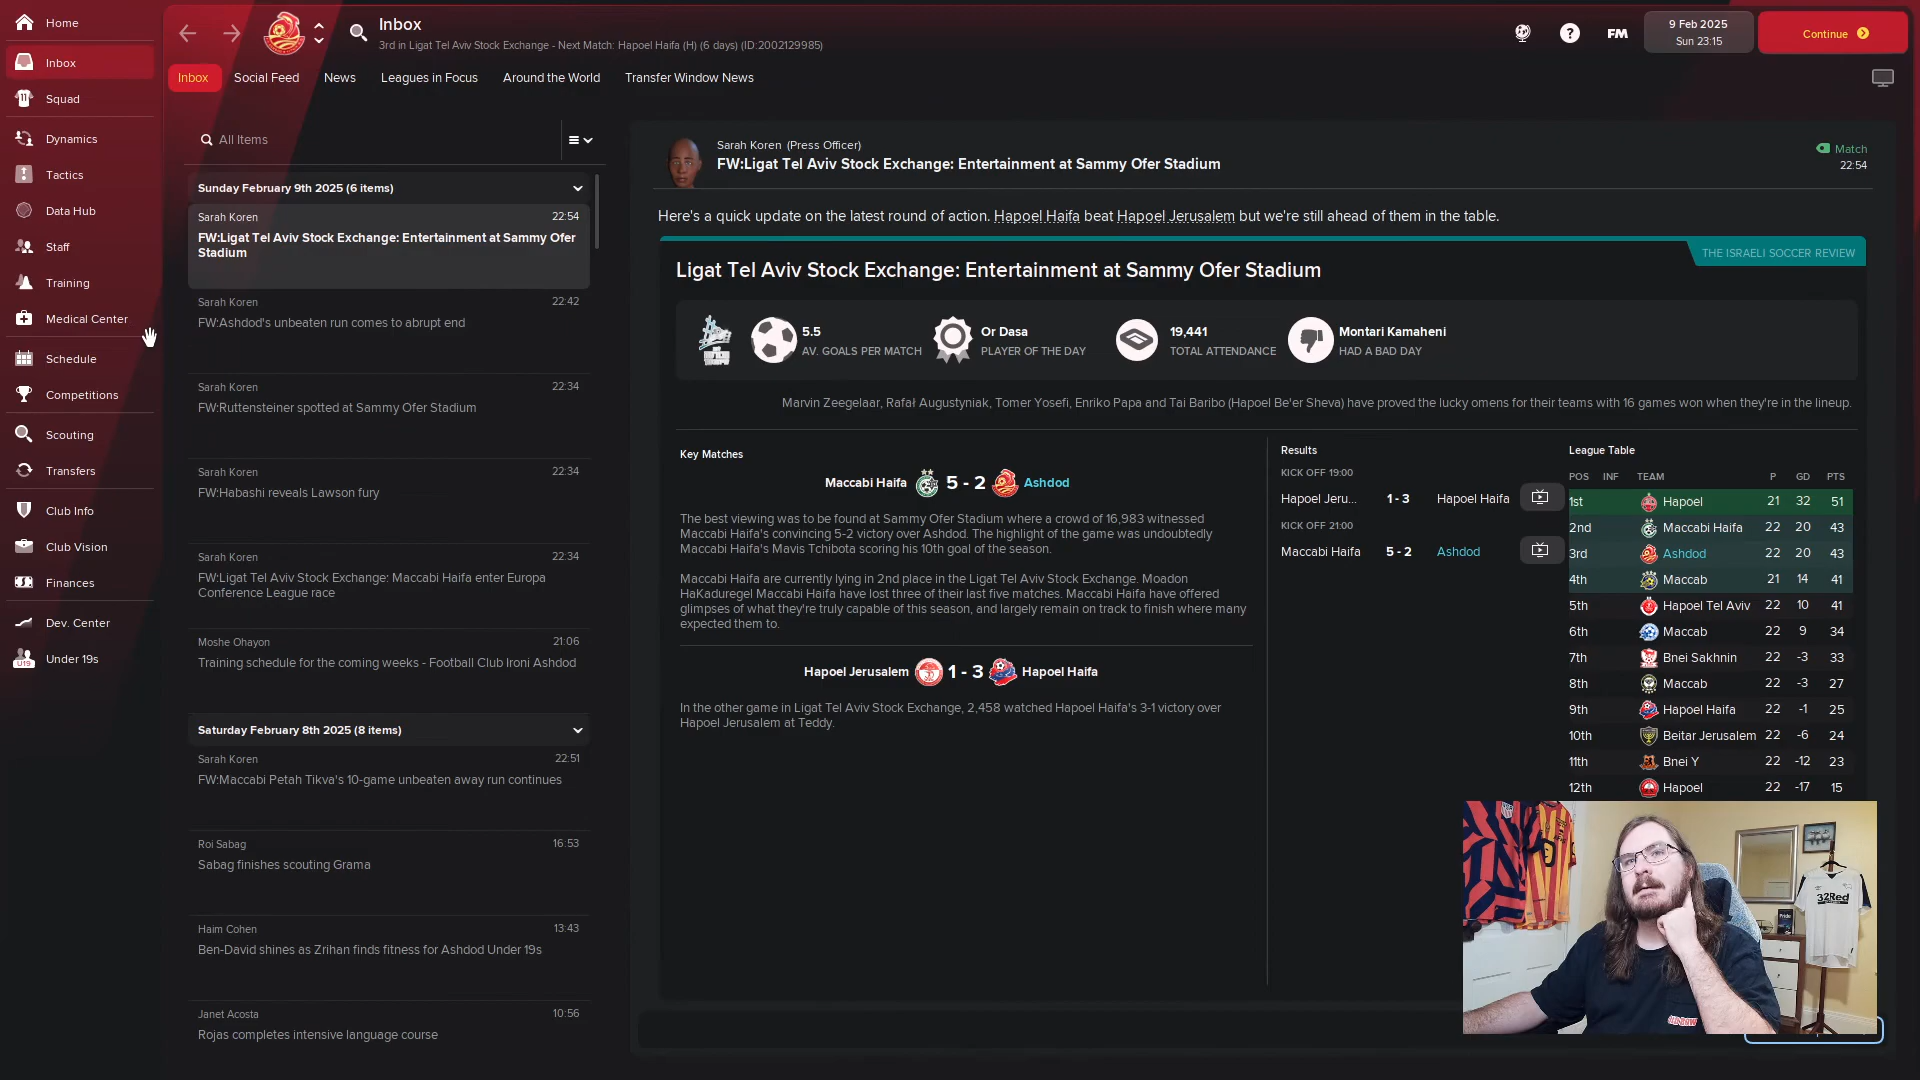 Home
Inbox
Squad
Dynamics
Tactics
Data Hub
Staff
Training
Medical Center
Schedule
Competitions
Scouting
Transfers
Club Info
Club Vision
Finances
Dev. Center
U19
Under 19s
Inbox
3rd in Ligat Tel Aviv Stock Exchange - Next Match: Hapoel Haifa (H) (6 days) (ID:2002129985)
?
FM
9 Feb 2025
Sun 23:15
Continue
Inbox
Social Feed
News
Leagues in Focus
Around the World
Transfer Window News
All Items
Sunday February 9th 2025 (6 items)
Sarah Koren 22:54
FW:Ligat Tel Aviv Stock Exchange: Entertainment at Sammy Ofer
Stadium
Sarah Koren 22:42
FW:Ashdod's unbeaten run comes to abrupt end
Sarah Koren 22:34
FW:Ruttensteiner spotted at Sammy Ofer Stadium
Sarah Koren 22:34
FW:Habashi reveals Lawson fury
Sarah Koren 22:34
FW:Ligat Tel Aviv Stock Exchange: Maccabi Haifa enter Europa
Conference League race
Moshe Ohayon 21:06
Training schedule for the coming weeks - Football Club Ironi Ashdod
Saturday February 8th 2025 (8 items)
Sarah Koren 22:51
FW:Maccabi Petah Tikva's 10-game unbeaten away run continues
Roi Sabag 16:53
Sabag finishes scouting Grama
Haim Cohen 13:43
Ben-David shines as Zrihan finds fitness for Ashdod Under 19s
Janet Acosta 10:56
Rojas completes intensive language course
Sarah Koren (Press Officer)
FW:Ligat Tel Aviv Stock Exchange: Entertainment at Sammy Ofer Stadium
Match
22:54
Here's a quick update on the latest round of action. Hapoel Haifa beat Hapoel Jerusalem but we're still ahead of them in the table.
THE ISRAELI SOCCER REVIEW
Ligat Tel Aviv Stock Exchange: Entertainment at Sammy Ofer Stadium
5.5
AV. GOALS PER MATCH
Or Dasa
PLAYER OF THE DAY
19,441
TOTAL ATTENDANCE
Montari Kamaheni
HAD A BAD DAY
Marvin Zeegelaar, Rafał Augustyniak, Tomer Yosefi, Enriko Papa and Tai Baribo (Hapoel Be'er Sheva) have proved the lucky omens for their teams with 16 games won when they're in the lineup.
Key Matches
Maccabi Haifa 5 - 2 Ashdod
The best viewing was to be found at Sammy Ofer Stadium where a crowd of 16,983 witnessed
Maccabi Haifa's convincing 5-2 victory over Ashdod. The highlight of the game was undoubtedly
Maccabi Haifa's Mavis Tchibota scoring his 10th goal of the season.
Maccabi Haifa are currently lying in 2nd place in the Ligat Tel Aviv Stock Exchange. Moadon
HaKaduregel Maccabi Haifa have lost three of their last five matches. Maccabi Haifa have offered
glimpses of what they're truly capable of this season, and largely remain on track to finish where many
expected them to.
Hapoel Jerusalem 1 - 3 Hapoel Haifa
In the other game in Ligat Tel Aviv Stock Exchange, 2,458 watched Hapoel Haifa's 3-1 victory over
Hapoel Jerusalem at Teddy.
Results
KICK OFF 19:00
Hapoel Jeru... 1 - 3 Hapoel Haifa
KICK OFF 21:00
Maccabi Haifa 5 - 2 Ashdod
League Table
POS INF TEAM P GD PTS
1st Hapoel 21 32 51
2nd Maccabi Haifa 22 20 43
3rd Ashdod 22 20 43
4th Maccab 21 14 41
5th Hapoel Tel Aviv 22 10 41
6th Maccab 22 9 34
7th Bnei Sakhnin 22 -3 33
8th Maccab 22 -3 27
9th Hapoel Haifa 22 -1 25
10th Beitar Jerusalem 22 -6 24
11th Bnei Y 22 -12 23
12th Hapoel 22 -17 15
32Red
Pride